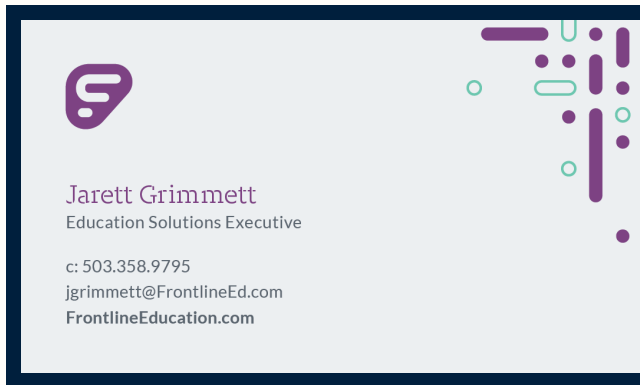 Jarett Grimmett
Education Solutions Executive
c: 503.358.9795
jgrimmett@FrontlineEd.com
FrontlineEducation.com